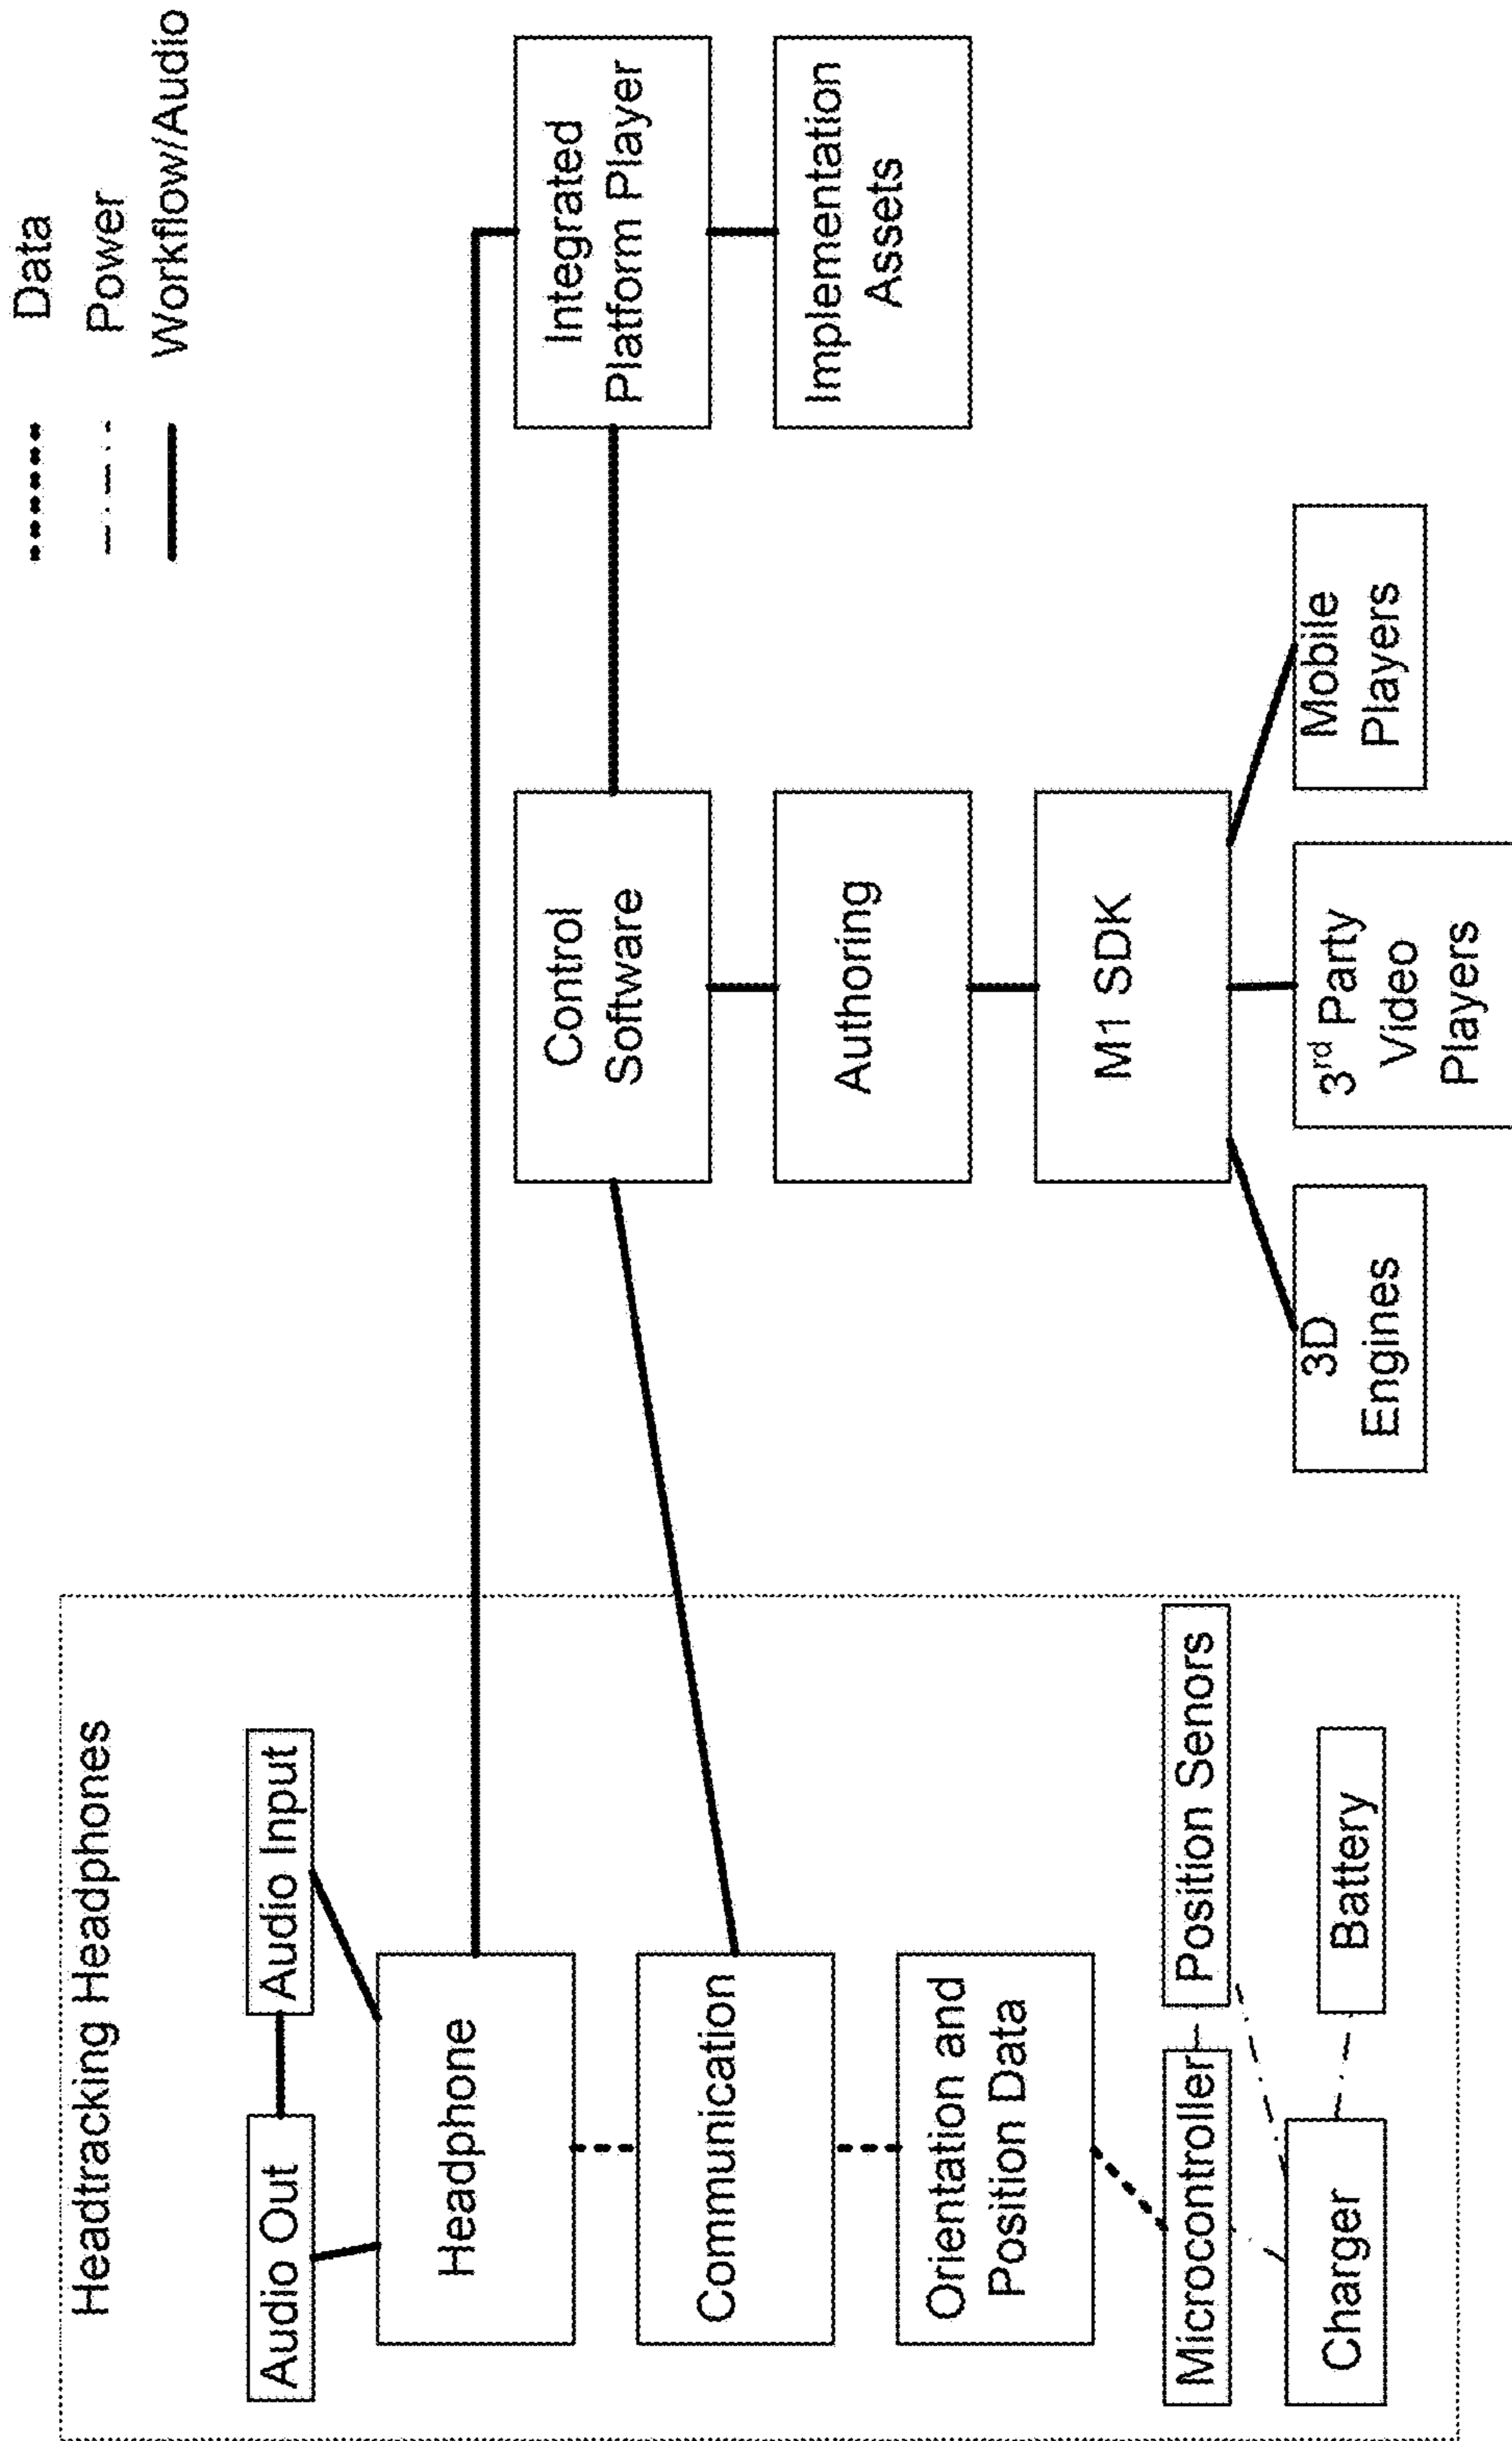 Data
Power
Workflow/Audio
Headtracking Headphones
Audio Out
Audio Input
Headphone
Communication
Orientation and
Position Data
Microcontroller
Position Senors
Charger
Battery
Control
Software
Authoring
M1 SDK
3D
Engines
3rd Party
Video
Players
Mobile
Players
Integrated
Platform Player
Implementation
Assets